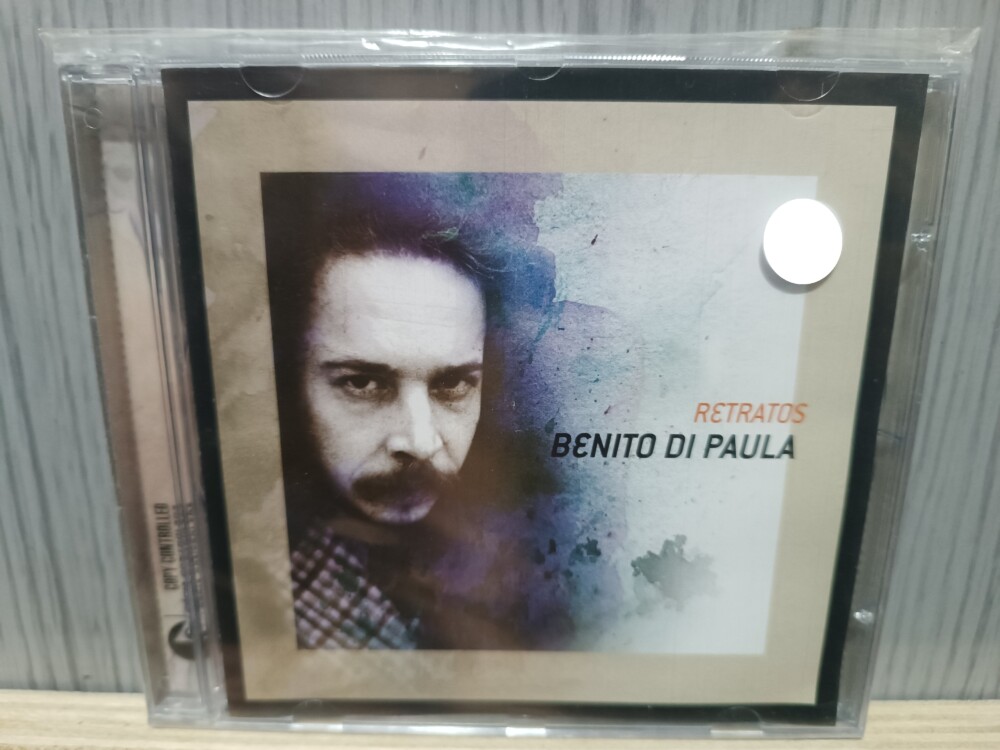 RETRATOS
BENITO DI PAULA
COPY CONTROLLED